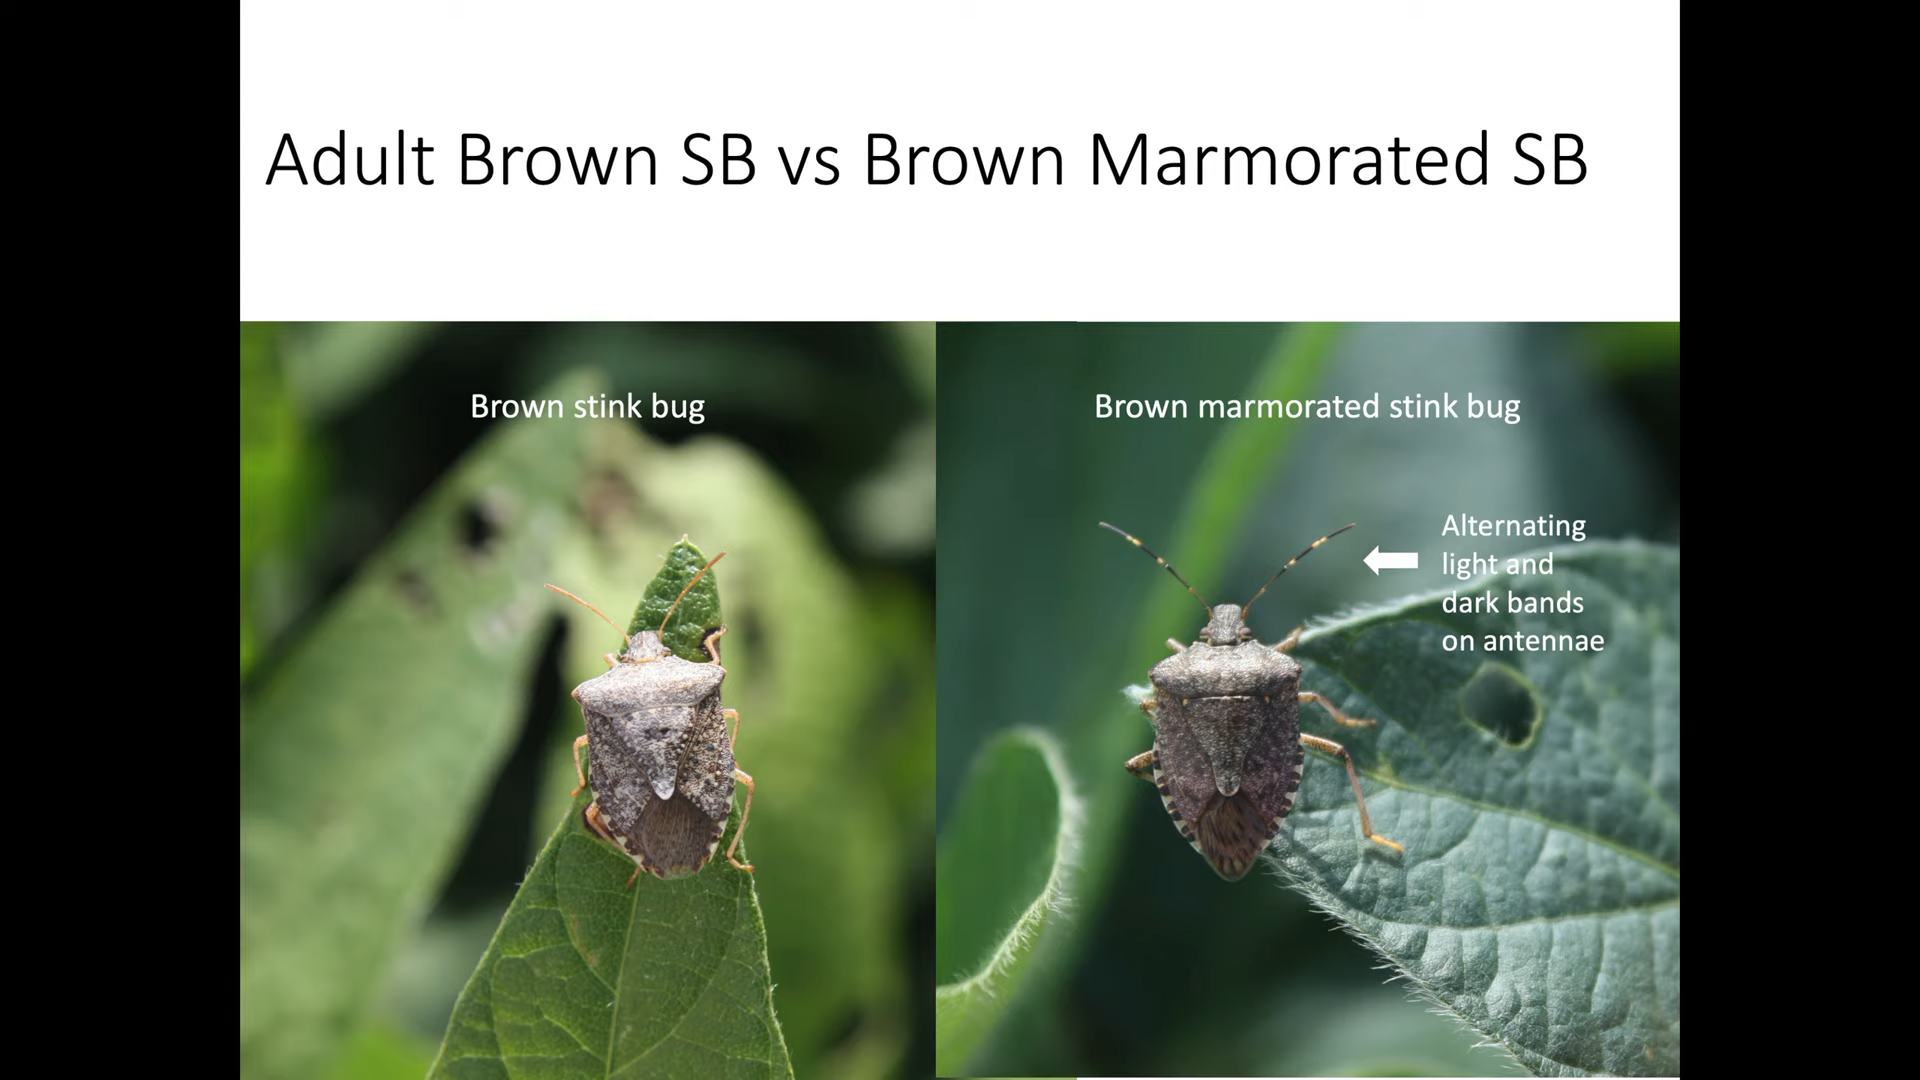 Adult Brown SB vs Brown Marmorated SB
Brown stink bug
Brown marmorated stink bug
Alternating
light and
dark bands
on antennae